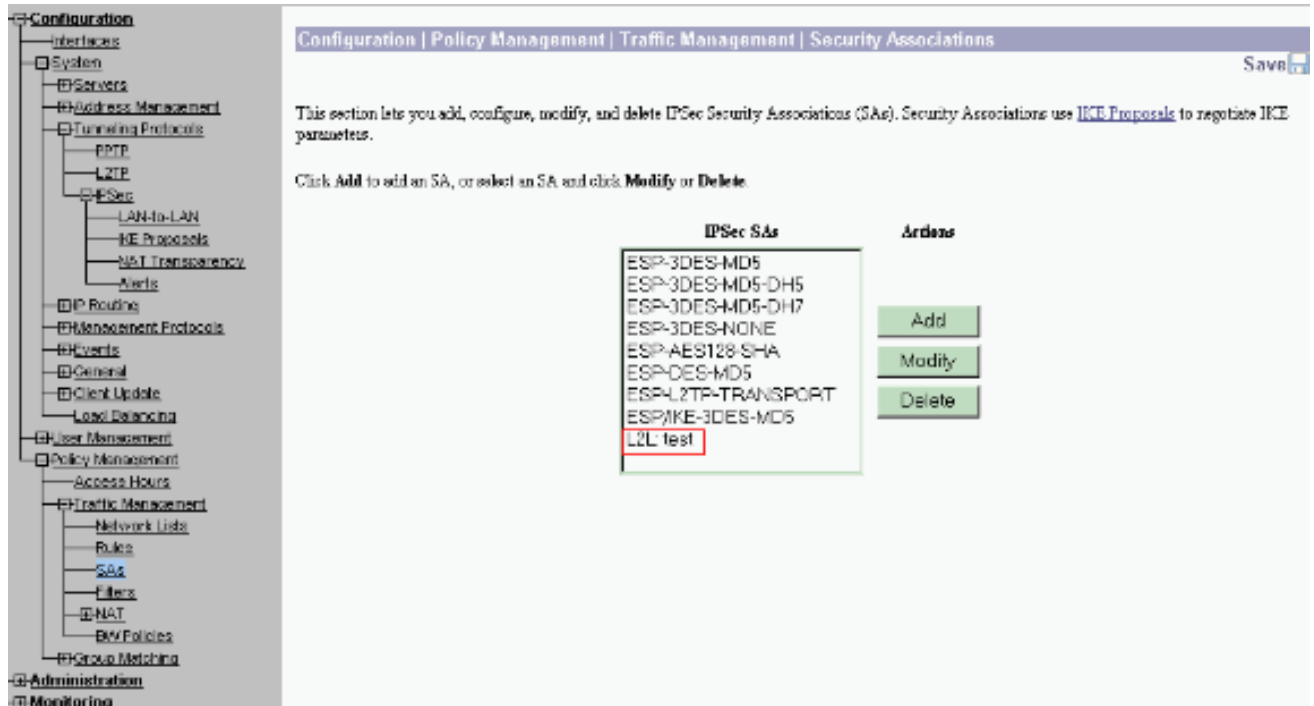 Configuration
Interfaces
System
Servers
Address Management
Tunneling Protocols
PPTP
L2TP
IPSec
LAN-to-LAN
IKE Proposals
NAT Transparency
Alerts
IP Routing
Management Protocols
Events
General
Client Update
Load Balancing
User Management
Policy Management
Access Hours
Traffic Management
Network Lists
Rules
SAs
Filters
NAT
BW Policies
Group Matching
Administration
Monitoring
Configuration | Policy Management | Traffic Management | Security Associations
Save
This section lets you add, configure, modify, and delete IPSec Security Associations (SAs). Security Associations use IKE Proposals to negotiate IKE
parameters.
Click Add to add an SA, or select an SA and click Modify or Delete.
IPSec SAs
Actions
ESP-3DES-MD5
ESP-3DES-MD5-DH5
ESP-3DES-MD5-DH7
ESP-3DES-NONE
ESP-AES128-SHA
ESP-DES-MD5
ESP-L2TP-TRANSPORT
ESP/IKE-3DES-MD5
L2L: test
Add
Modify
Delete